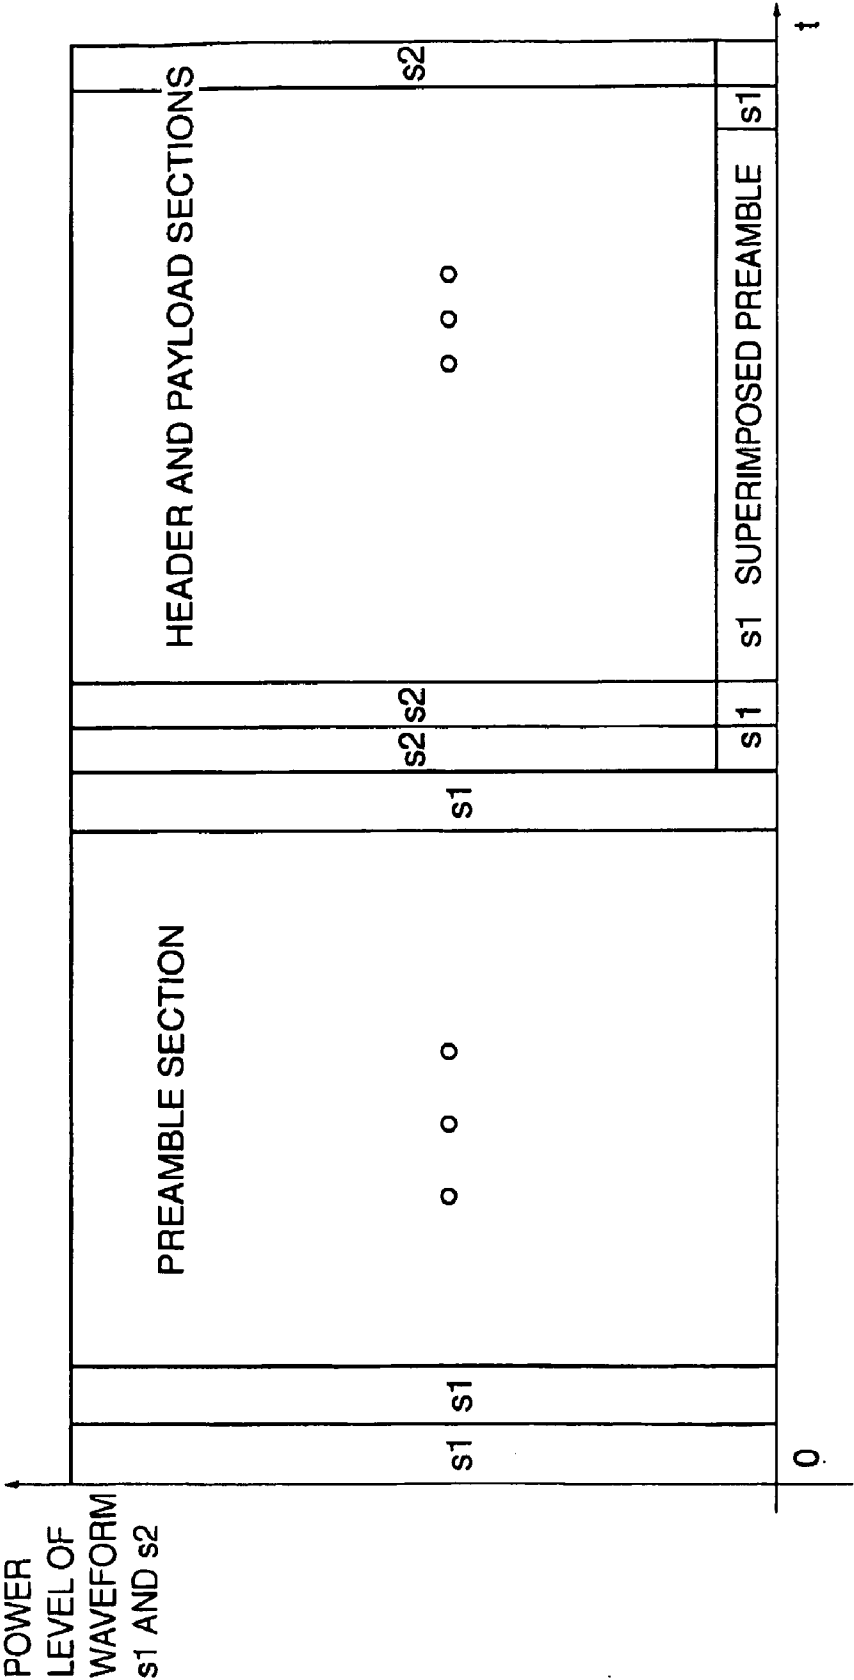 POWER
LEVEL OF
WAVEFORM
s1 AND s2
PREAMBLE SECTION
HEADER AND PAYLOAD SECTIONS
s1
s1
s1
s2
s2
s2
s1
s1
s1 SUPERIMPOSED PREAMBLE
s1
0
t